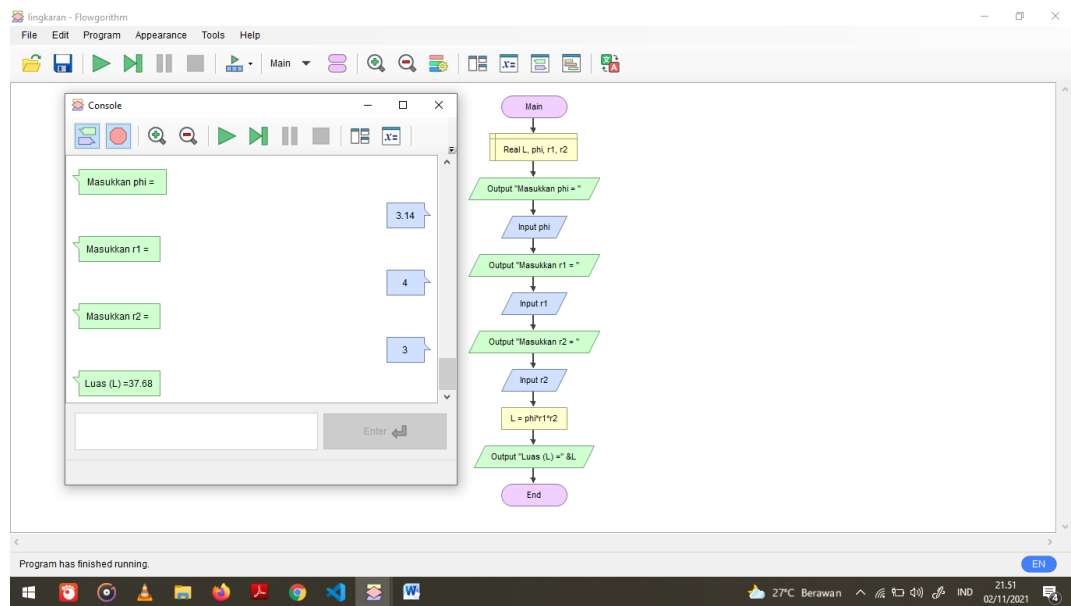 lingkaran - Flowgorithm
File Edit Program Appearance Tools Help
Main
x=
Console
x=
Masukkan phi =
3.14
Masukkan r1 =
4
Masukkan r2 =
3
Luas (L) =37.68
Enter
Main
Real L, phi, r1, r2
Output "Masukkan phi = "
Input phi
Output "Masukkan r1 = "
Input r1
Output "Masukkan r2 = "
Input r2
L = phi*r1*r2
Output "Luas (L) =" &L
End
Program has finished running.
EN
27°C Berawan
IND
21.51
02/11/2021
4